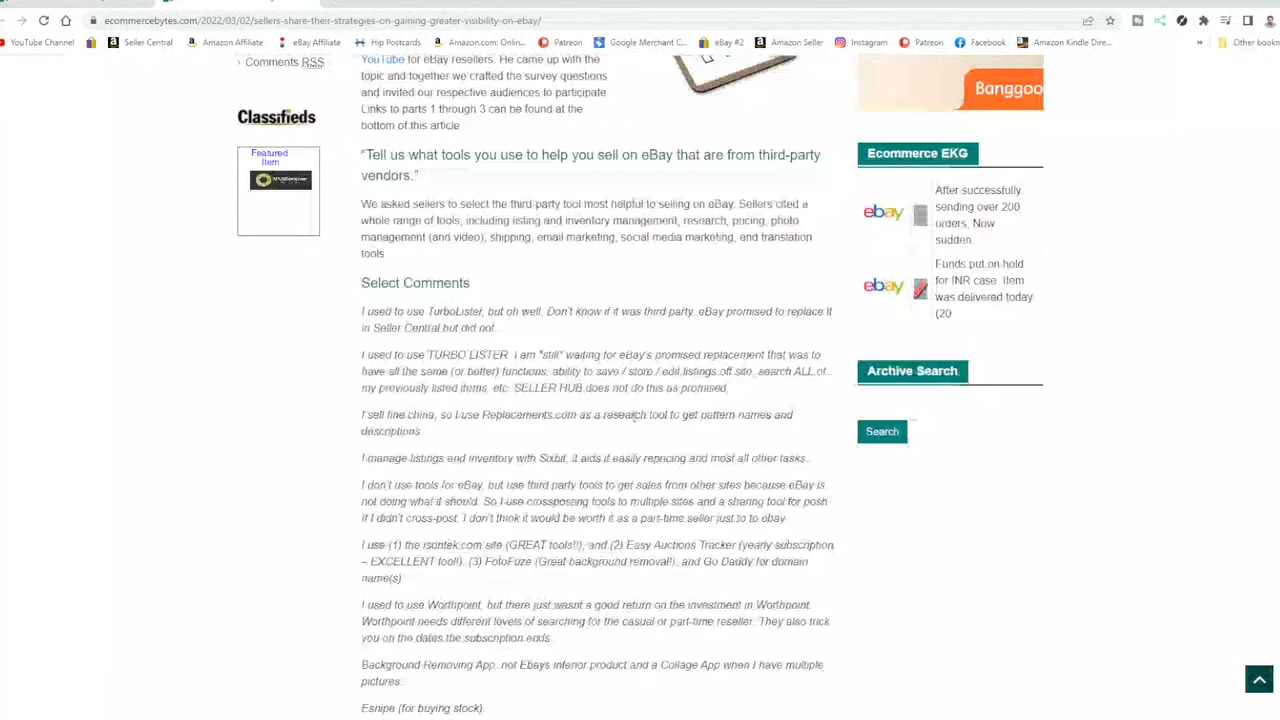 ecommercebytes.com/2022/03/02/sellers-share-their-strategies-on-gaining-greater-visibility-on-ebay/
YouTube Channel
Seller Central
Amazon Affiliate
eBay Affiliate
Hip Postcards
Amazon.com: Onlin...
Patreon
Google Merchant C...
eBay #2
Amazon Seller
Instagram
Patreon
Facebook
Amazon Kindle Dire...
»
Other bookm
› Comments RSS
Classifieds
Featured
Item
YouTube for eBay resellers. He came up with the
topic and together we crafted the survey questions
and invited our respective audiences to participate
Links to parts 1 through 3 can be found at the
bottom of this article
“Tell us what tools you use to help you sell on eBay that are from third-party
vendors.”
We asked sellers to select the third-party tool most helpful to selling on eBay. Sellers cited a
whole range of tools, including listing and inventory management, research, pricing, photo
management (and video), shipping, email marketing, social media marketing, and translation
tools
Select Comments
I used to use TurboLister, but oh well. Don't know if it was third party. eBay promised to replace it
in Seller Central but did not.
I used to use TURBO LISTER. I am *still* waiting for eBay's promised replacement that was to
have all the same (or better) functions, ability to save / store / edit listings off site, search ALL of
my previously listed items, etc. SELLER HUB does not do this as promised,
I sell fine china, so I use Replacements.com as a research tool to get pattern names and
descriptions
I manage listings and inventory with Sixbit, it aids it easily repricing and most all other tasks.
I don't use tools for eBay, but use third party tools to get sales from other sites because eBay is
not doing what it should. So I use crossposting tools to multiple sites and a sharing tool for posh
If I didn't cross-post, I don't think it would be worth it as a part-time seller just to to ebay
I use (1) the isdntek.com site (GREAT tools!!), and (2) Easy Auctions Tracker (yearly subscription
– EXCELLENT tool!). (3) FotoFuze (Great background removal!), and Go Daddy for domain
name(s)
I used to use Worthpoint, but there just wasnt a good return on the investment in Worthpoint.
Worthpoint needs different levels of searching for the casual or part-time reseller. They also trick
you on the dates the subscription ends
Background Removing App, not Ebays inferior product and a Collage App when I have multiple
pictures.
Esnipe (for buying stock).
Banggoo
Ecommerce EKG
ebay
After successfully
sending over 200
orders, Now
sudden
ebay
Funds put on hold
for INR case. Item
was delivered today
(20
Archive Search
Search